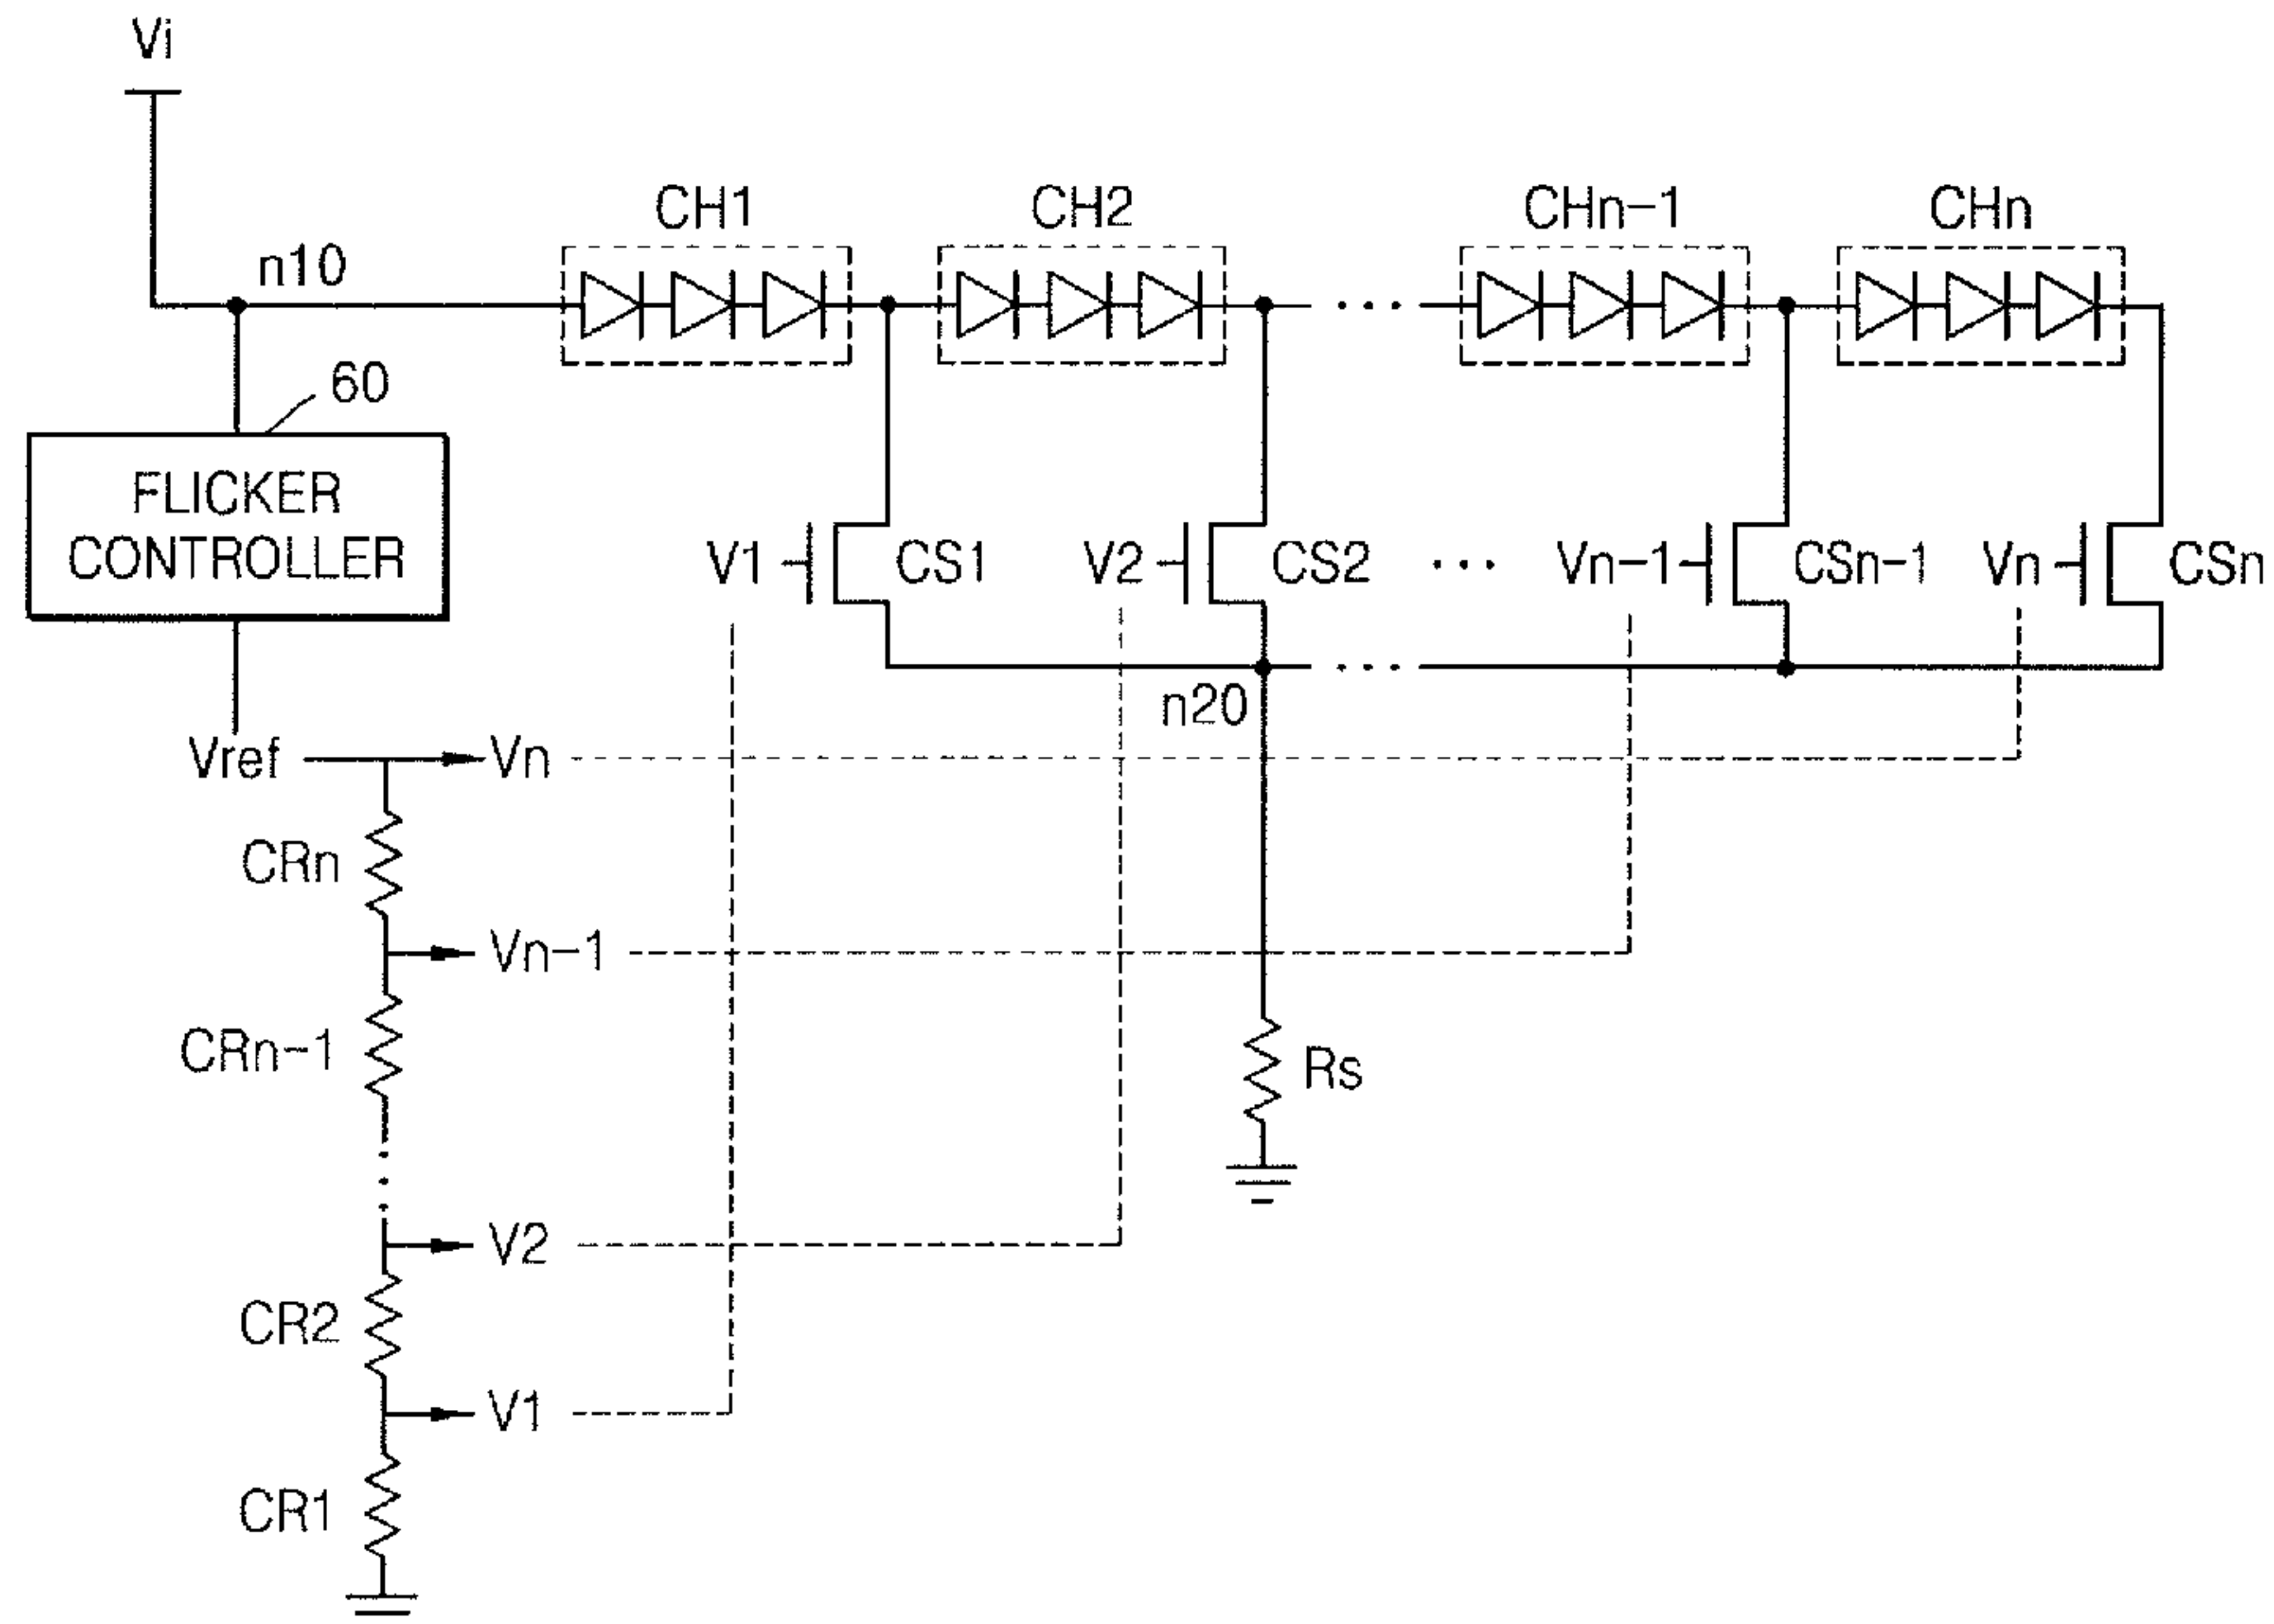 Vi
CH1 CH2 CHn-1 CHn
n10
60
FLICKER
CONTROLLER
V1 CS1 V2 CS2 ... Vn-1 CSn-1 Vn CSn
n20
Vref Vn
CRn
Vn-1
CRn-1
Rs
V2
CR2
V1
CR1